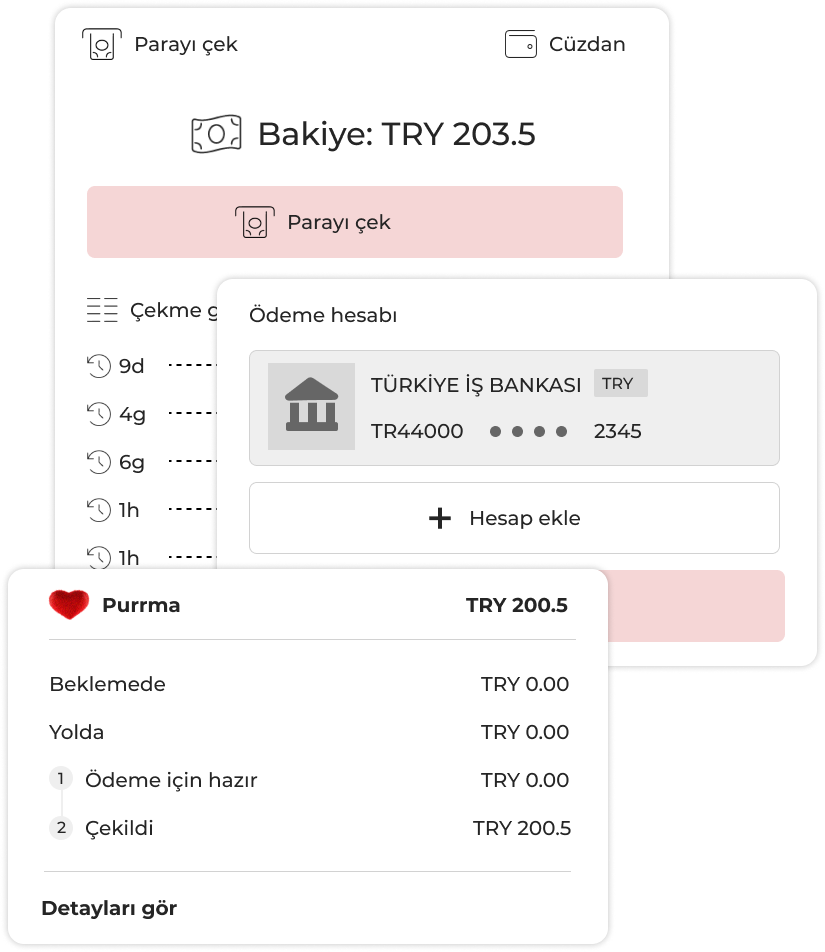 Parayı çek
Cüzdan
Bakiye: TRY 203.5
Parayı çek
Çekme g
9d
4g
6g
1h
1h
Ödeme hesabı
TÜRKİYE İŞ BANKASI TRY
TR44000 •••• 2345
+ Hesap ekle
Purrma TRY 200.5
Beklemede TRY 0.00
Yolda TRY 0.00
1 Ödeme için hazır TRY 0.00
2 Çekildi TRY 200.5
Detayları gör